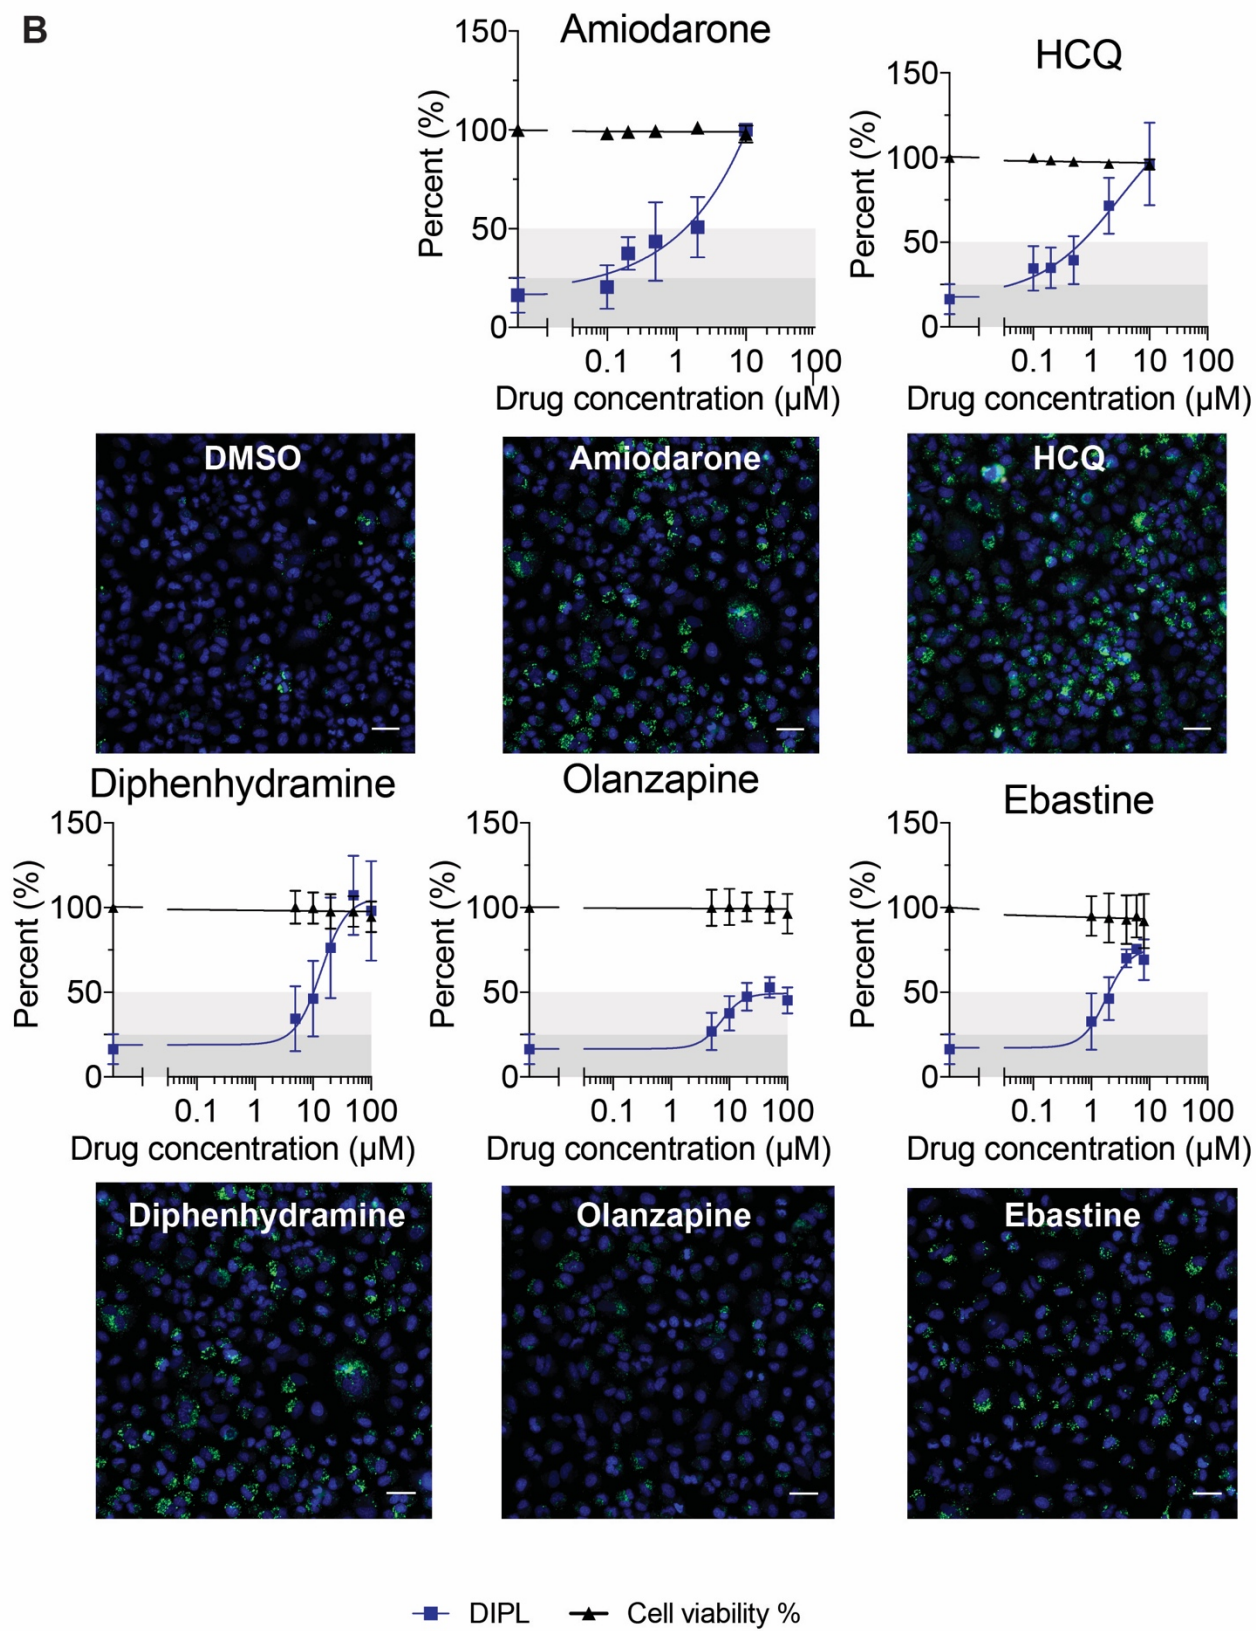 B
Amiodarone
HCQ
150
100
50
0
Percent (%)
0.1 1 10 100
Drug concentration (µM)
150
100
50
0
Percent (%)
0.1 1 10 100
Drug concentration (µM)
DMSO
Amiodarone
HCQ
Diphenhydramine
Olanzapine
Ebastine
150
100
50
0
Percent (%)
0.1 1 10 100
Drug concentration (µM)
150
100
50
0
Percent (%)
0.1 1 10 100
Drug concentration (µM)
150
100
50
0
Percent (%)
0.1 1 10 100
Drug concentration (µM)
Diphenhydramine
Olanzapine
Ebastine
DIPL Cell viability %